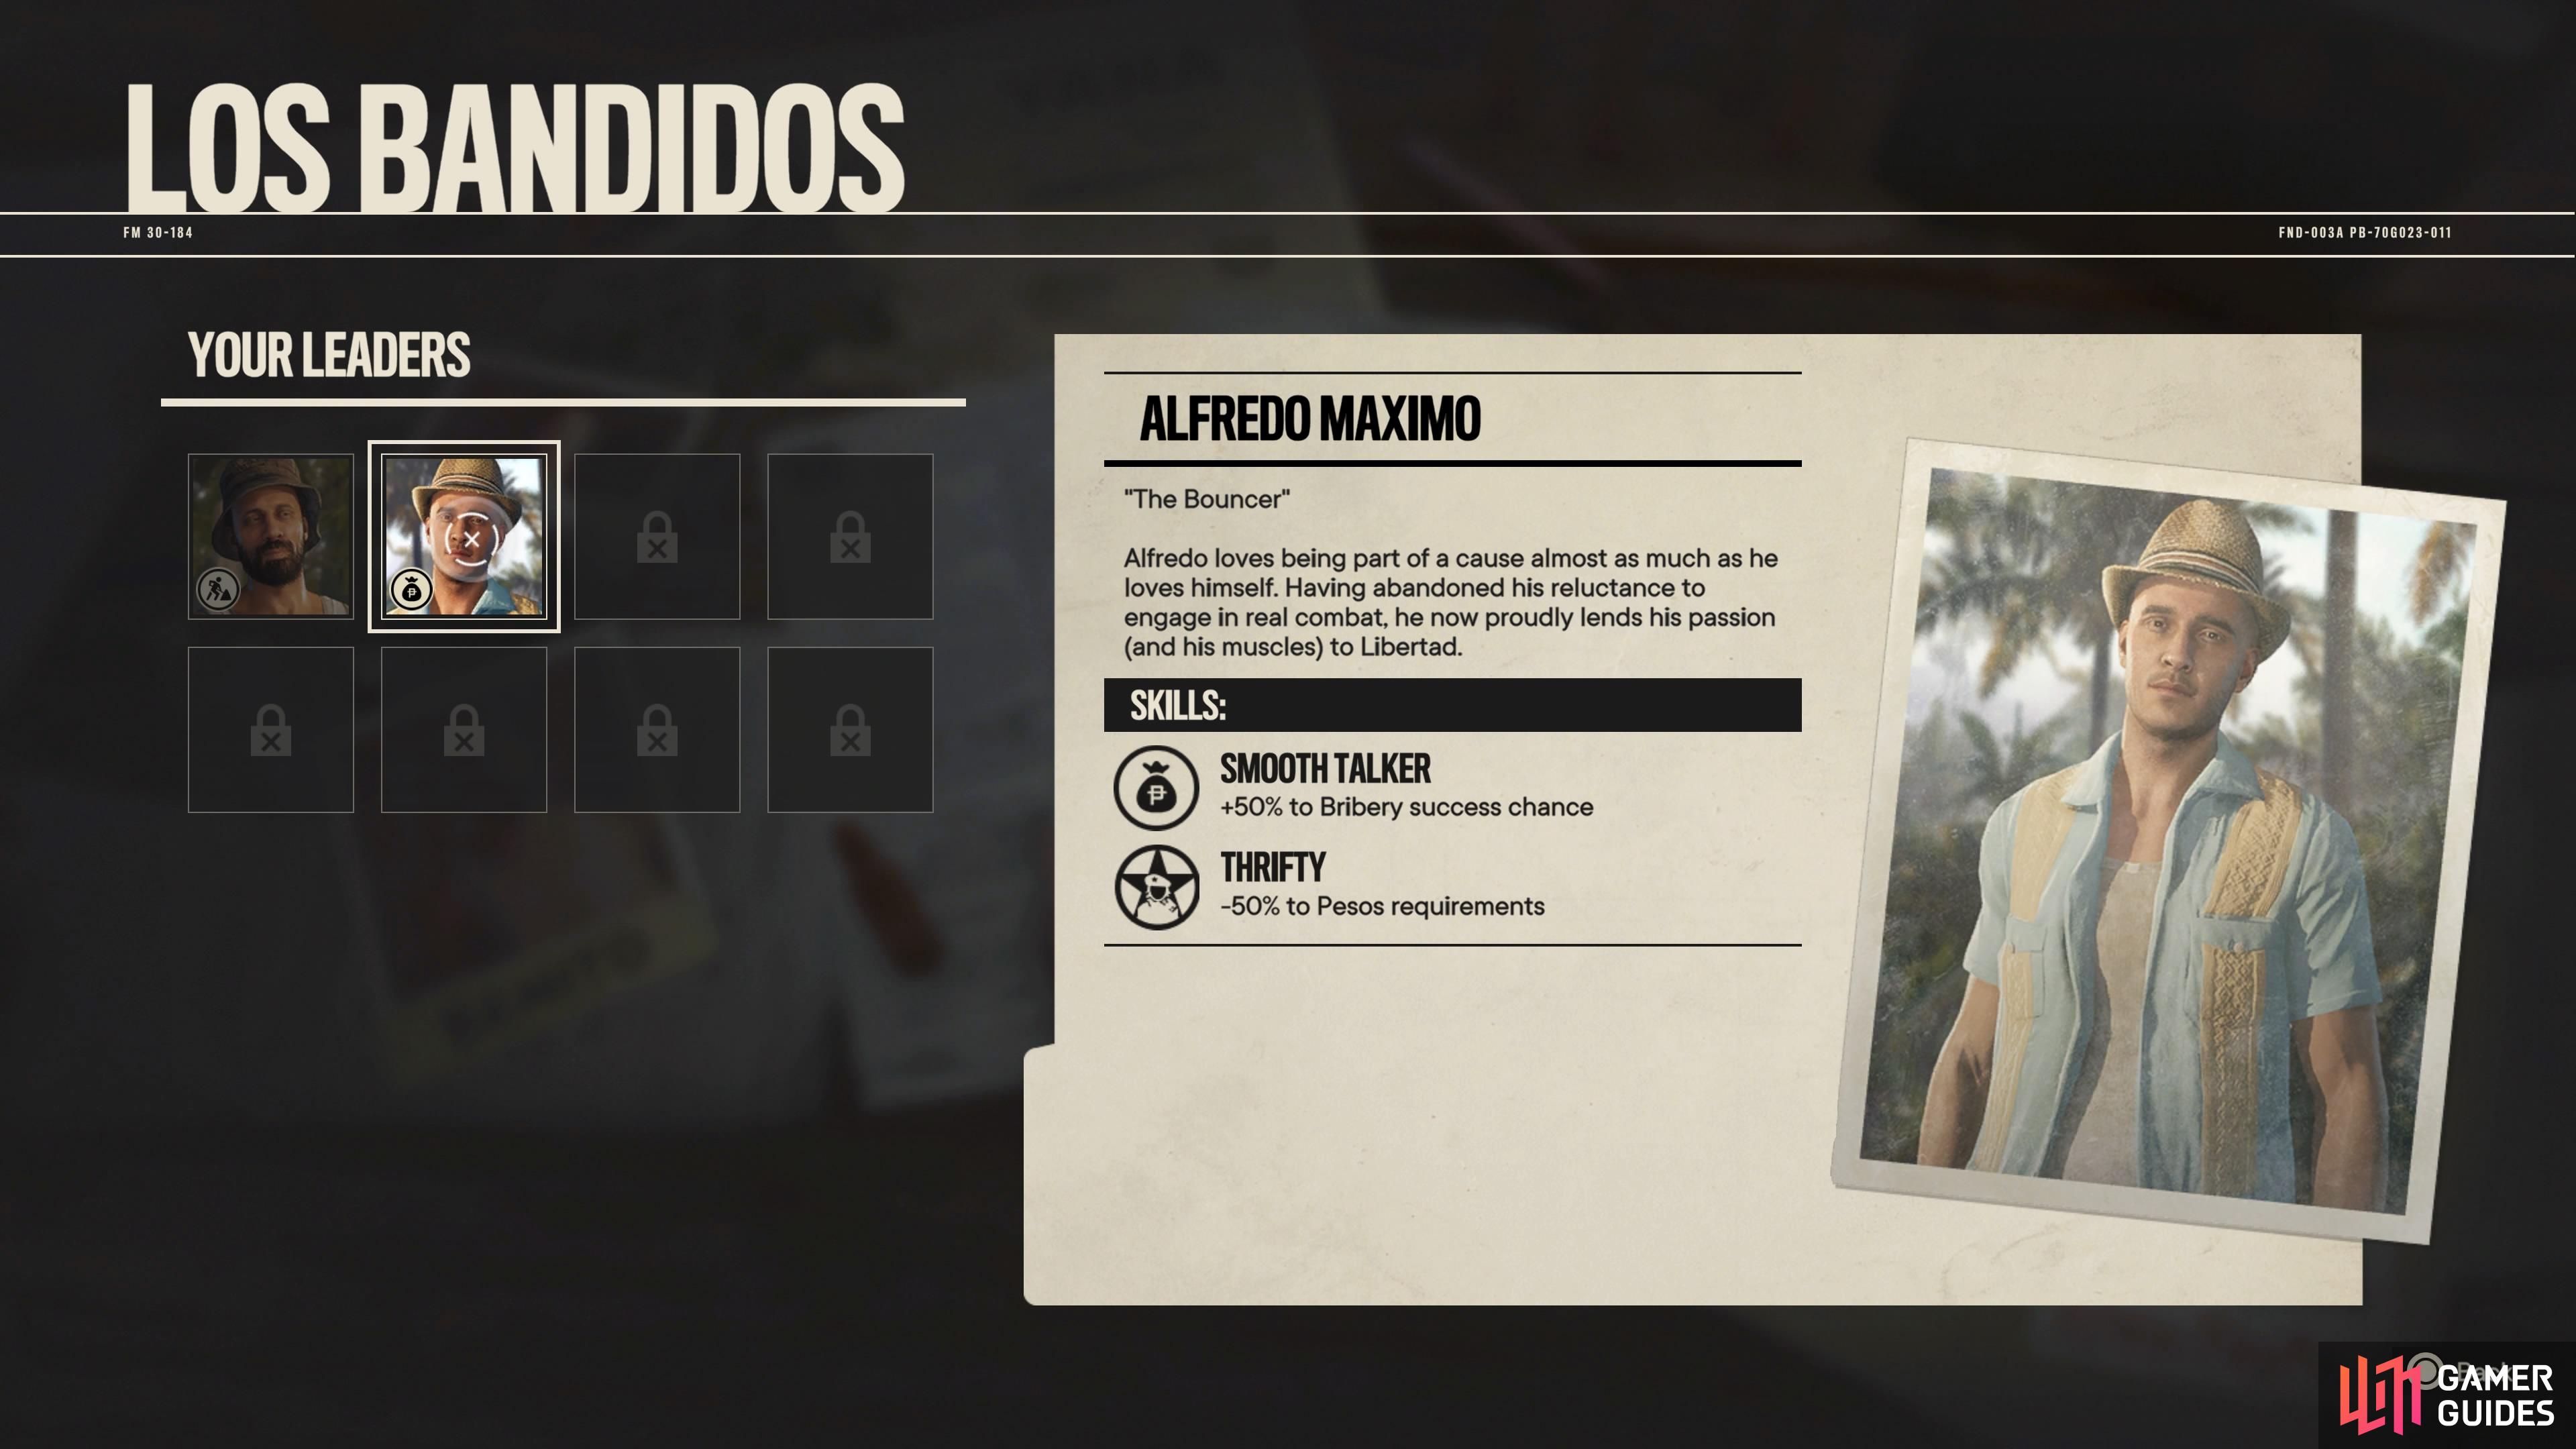 LOS BANDIDOS
FM 30-184
FND-003A PB-70G023-011
YOUR LEADERS
ALFREDO MAXIMO
"The Bouncer"
Alfredo loves being part of a cause almost as much as he
loves himself. Having abandoned his reluctance to
engage in real combat, he now proudly lends his passion
(and his muscles) to Libertad.
SKILLS:
SMOOTH TALKER
+50% to Bribery success chance
THRIFTY
-50% to Pesos requirements
GAMER
GUIDES